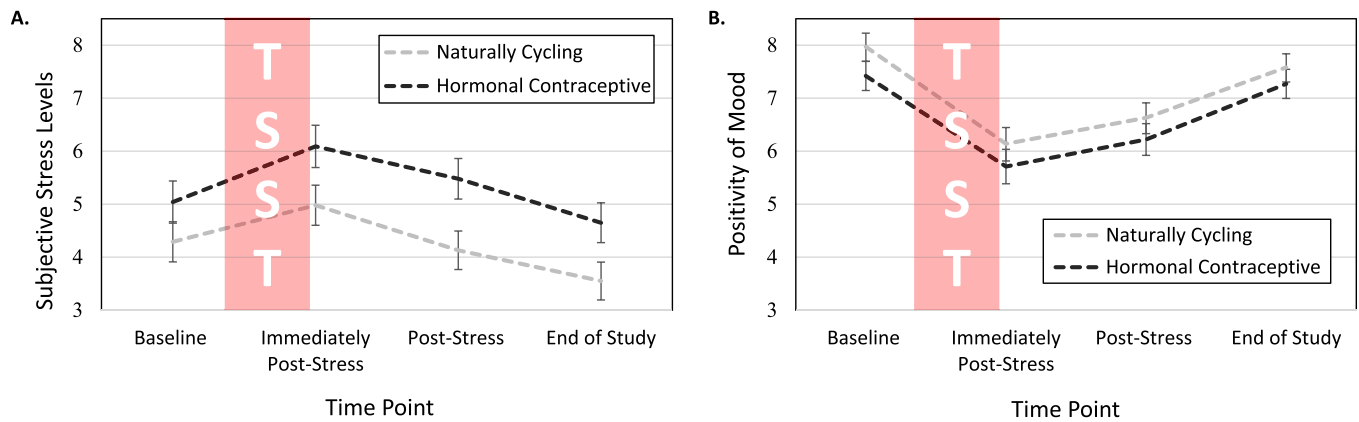 A.
Subjective Stress Levels
8
7
6
5
4
3
T
S
S
T
Naturally Cycling
Hormonal Contraceptive
Baseline
Immediately
Post-Stress
Post-Stress
End of Study
Time Point
B.
Positivity of Mood
8
7
6
5
4
3
T
S
S
T
Naturally Cycling
Hormonal Contraceptive
Baseline
Immediately
Post-Stress
Post-Stress
End of Study
Time Point